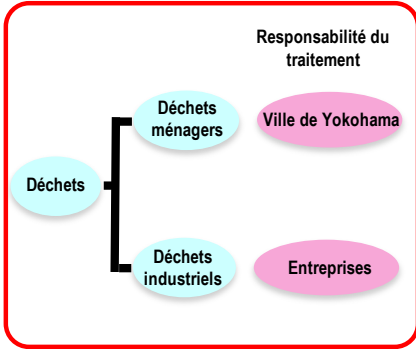 Responsabilité du
traitement
Déchets
ménagers
Ville de Yokohama
Déchets
Déchets
industriels
Entreprises